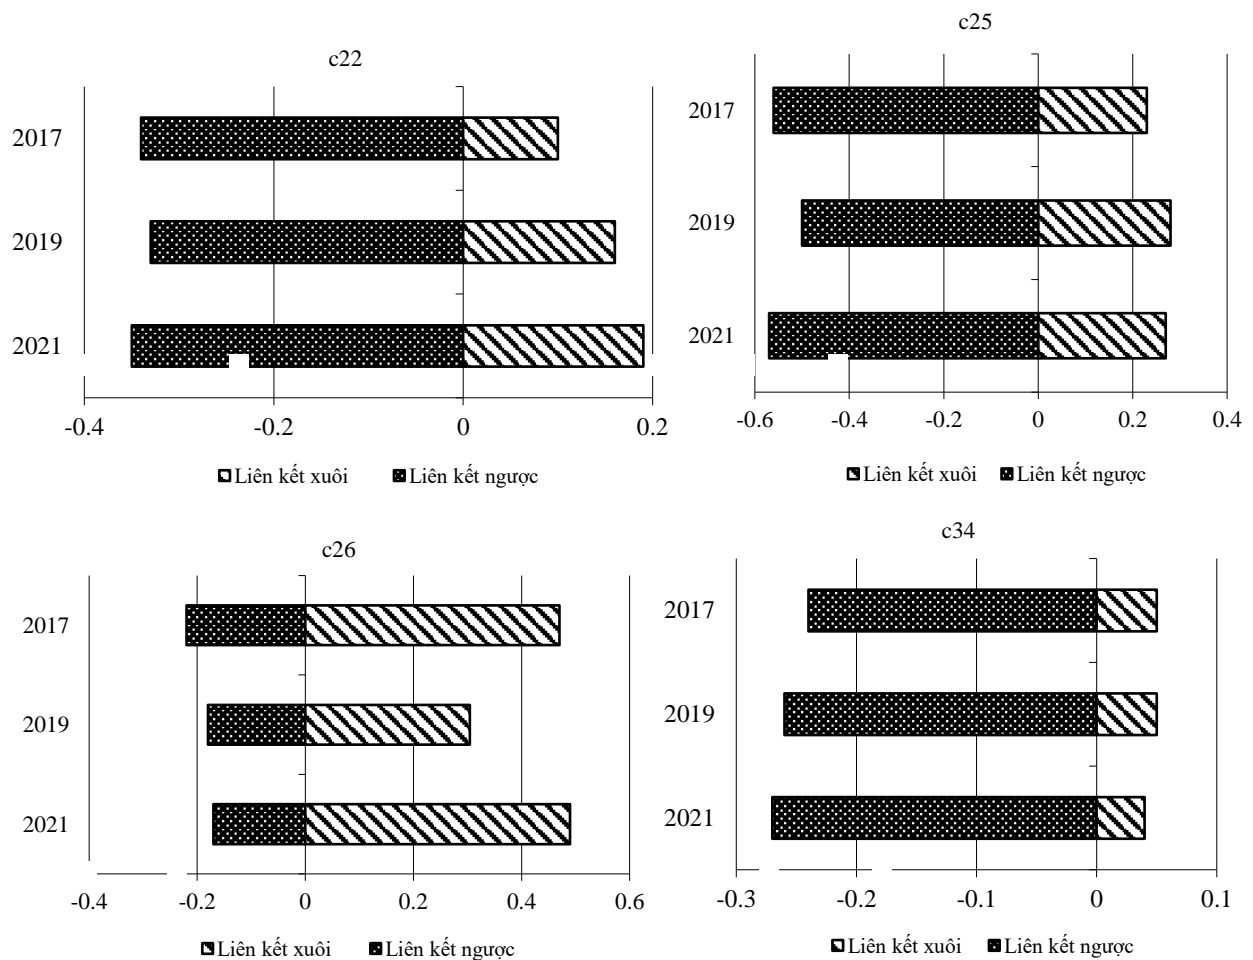 c22
2017
2019
2021
-0.4 -0.2 0 0.2
Liên kết xuôi Liên kết ngược
c25
2017
2019
2021
-0.6 -0.4 -0.2 0 0.2 0.4
Liên kết xuôi Liên kết ngược
c26
2017
2019
2021
-0.4 -0.2 0 0.2 0.4 0.6
Liên kết xuôi Liên kết ngược
c34
2017
2019
2021
-0.3 -0.2 -0.1 0 0.1
Liên kết xuôi Liên kết ngược